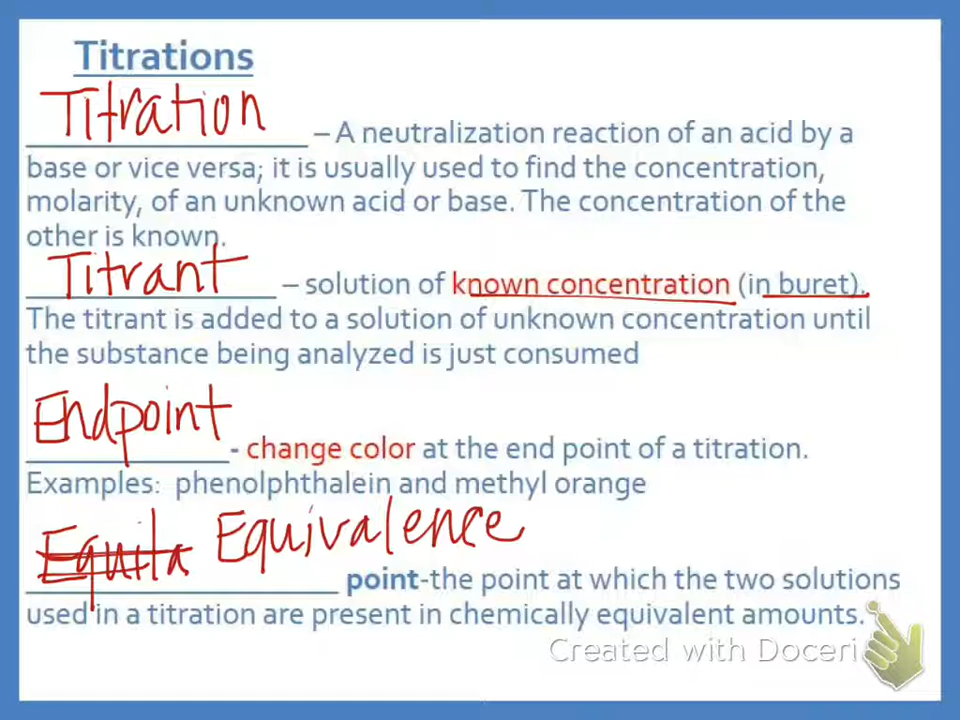 Titrations
Titration – A neutralization reaction of an acid by a
base or vice versa; it is usually used to find the concentration,
molarity, of an unknown acid or base. The concentration of the
other is known.
Titrant – solution of known concentration (in buret).
The titrant is added to a solution of unknown concentration until
the substance being analyzed is just consumed
Endpoint - change color at the end point of a titration.
Examples: phenolphthalein and methyl orange
Equivalence
point-the point at which the two solutions
used in a titration are present in chemically equivalent amounts.
Created with Doceri